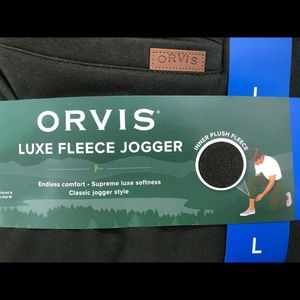 ORVIS
L
ORVIS®
LUXE FLEECE JOGGER
INNER PLUSH FLEECE
Endless comfort • Supreme luxe softness
Classic jogger style
L